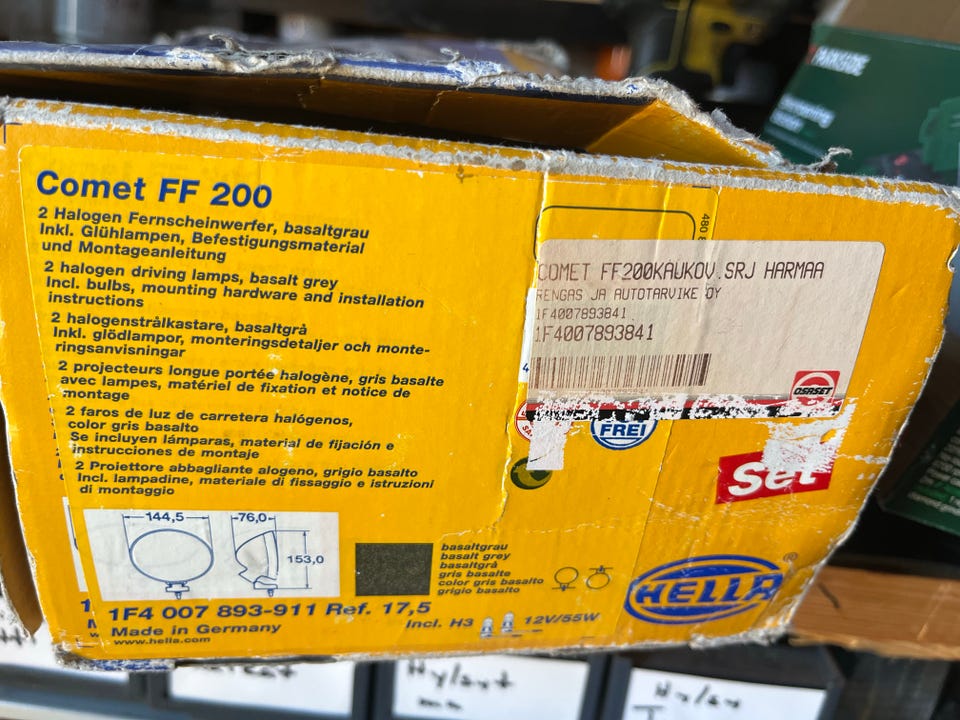 Comet FF 200
2 Halogen Fernscheinwerfer, basaltgrau
Inkl. Glühlampen, Befestigungsmaterial
und Montageanleitung
2 halogen driving lamps, basalt grey
Incl. bulbs, mounting hardware and installation
instructions
2 halogenstrålkastare, basaltgrå
Inkl. glödlampor, monteringsdetaljer och monte-
ringsanvisningar
2 projecteurs longue portée halogène, gris basalte
avec lampes, matériel de fixation et notice de
montage
2 faros de luz de carretera halógenos,
color gris basalto
Se incluyen lámparas, material de fijación e
instrucciones de montaje
2 Proiettore abbagliante alogeno, grigio basalto
Incl. lampadine, materiale di fissaggio e istruzioni
di montaggio
144,5
76,0
153,0
basaltgrau
basalt grey
basaltgrå
gris basalte
color gris basalto
grigio basalto
1F4 007 893-911 Ref. 17,5
Incl. H3
12V/55W
Made in Germany
www.hella.com
480
COMET FF200KAUKOV.SRJ HARMAA
RENGAS JA AUTOTARVIKE OY
1F4007893841
1F4007893841
OSASET
FREI
Set
HELLA
®
PARKSIDE